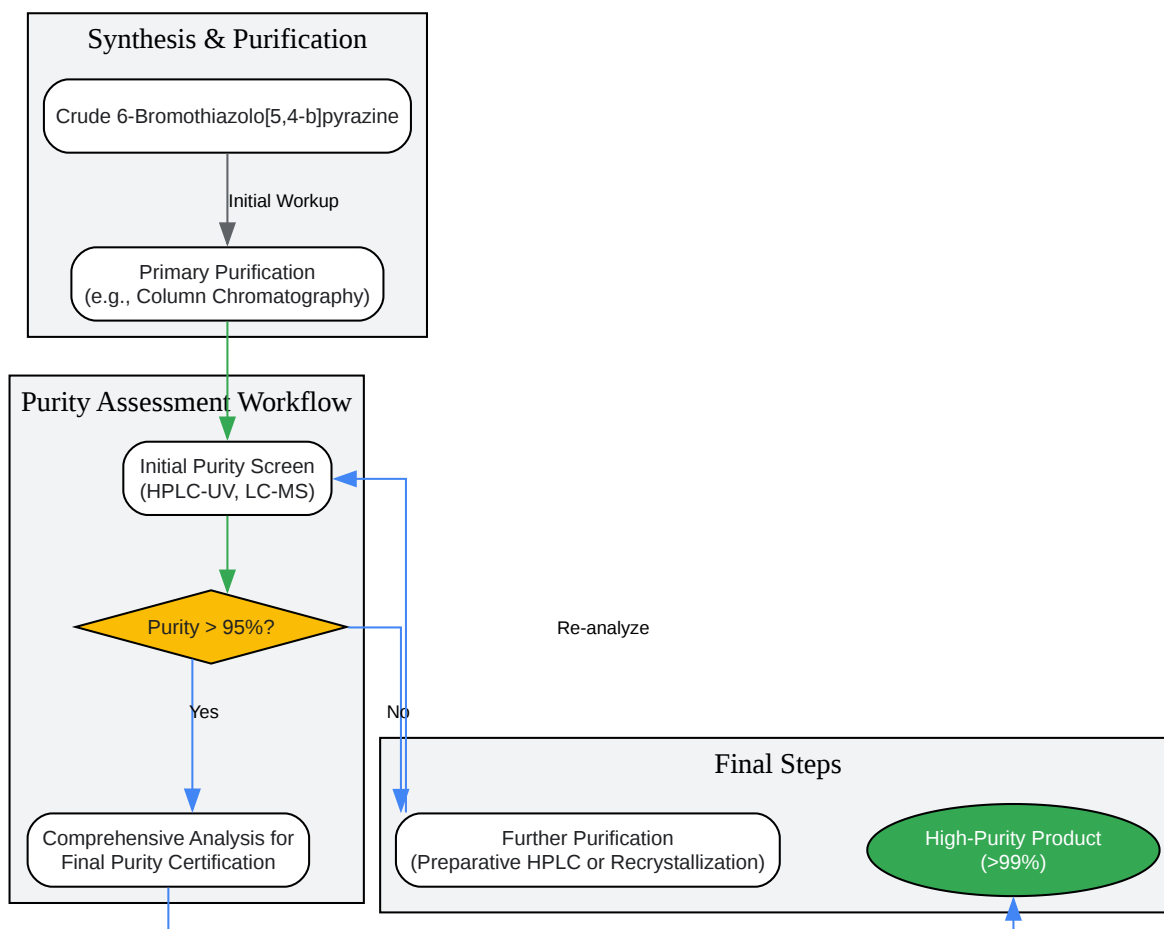 Synthesis & Purification
Crude 6-Bromothiazolo[5,4-b]pyrazine
Initial Workup
Primary Purification
(e.g., Column Chromatography)
Purity Assessment Workflow
Initial Purity Screen
(HPLC-UV, LC-MS)
Purity > 95%?
Re-analyze
Yes
No
Final Steps
Comprehensive Analysis for
Final Purity Certification
Further Purification
(Preparative HPLC or Recrystallization)
High-Purity Product
(>99%)